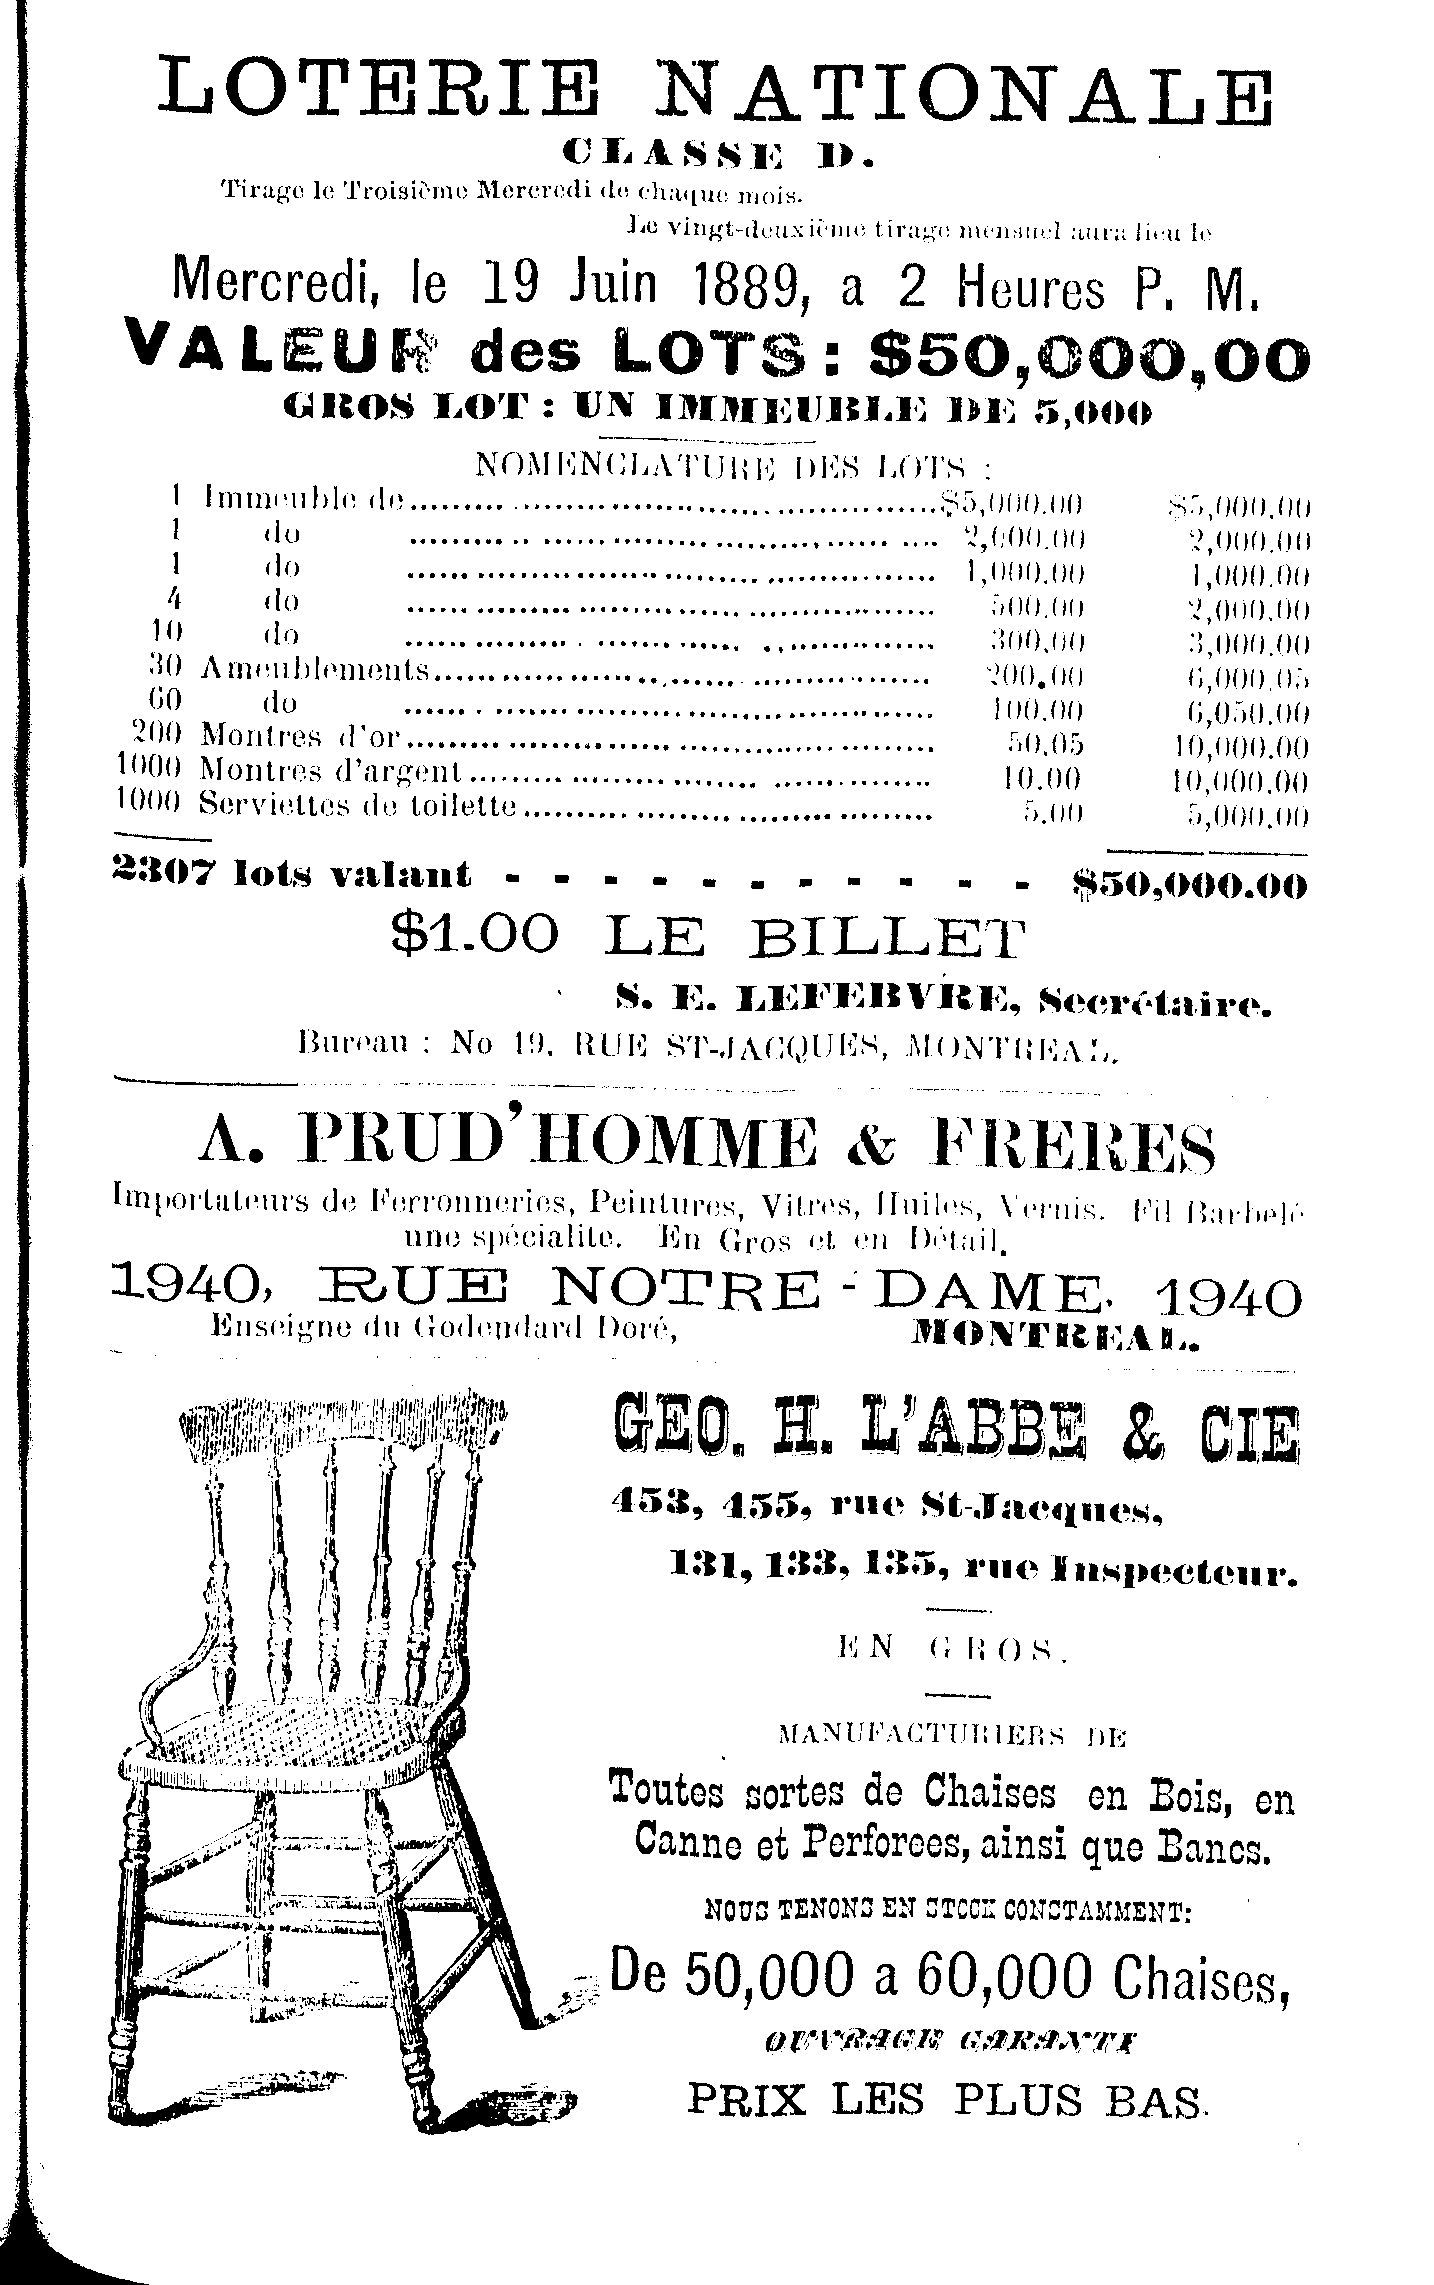 LOTERIE NATIONALE
CLASSE D.
Tirage le Troisième Mercredi de chaque mois.
Le vingt-deuxième tirage mensuel aura lieu le
Mercredi, le 19 Juin 1889, a 2 Heures P. M.
VALEUR des LOTS : $50,000,00
GROS LOT : UN IMMEUBLE DE 5,000
NOMENCLATURE DES LOTS :
1 Immeuble de........................................$5,000.00 $5,000.00
1 do ........................................ 2,000.00 2,000.00
1 do ........................................ 1,000.00 1,000.00
4 do ........................................ 500.00 2,000.00
10 do ........................................ 300.00 3,000.00
30 Ameublements........................................ 200.00 6,000.05
60 do ........................................ 100.00 6,050.00
200 Montres d'or........................................ 50.05 10,000.00
1000 Montres d'argent........................................ 10.00 10,000.00
1000 Serviettes de toilette........................................ 5.00 5,000.00
2307 lots valant - - - - - - - - - - - $50,000.00
$1.00 LE BILLET
S. E. LEFEBVRE, Secrétaire.
Bureau : No 19, RUE ST-JACQUES, MONTREAL.
A. PRUD'HOMME & FRERES
Importateurs de Ferronneries, Peintures, Vitres, Huiles, Vernis. Fil Barbelé
une spécialite. En Gros et en Détail.
1940, RUE NOTRE-DAME, 1940
Enseigne du Godendard Doré, MONTREAL.
GEO. H. L'ABBE & CIE
453, 455, rue St-Jacques,
131, 133, 135, rue Inspecteur.
EN GROS.
MANUFACTURIERS DE
Toutes sortes de Chaises en Bois, en
Canne et Perforees, ainsi que Bancs.
NOUS TENONS EN STOCK CONSTAMMENT:
De 50,000 a 60,000 Chaises,
OUVRAGE GARANTI
PRIX LES PLUS BAS.